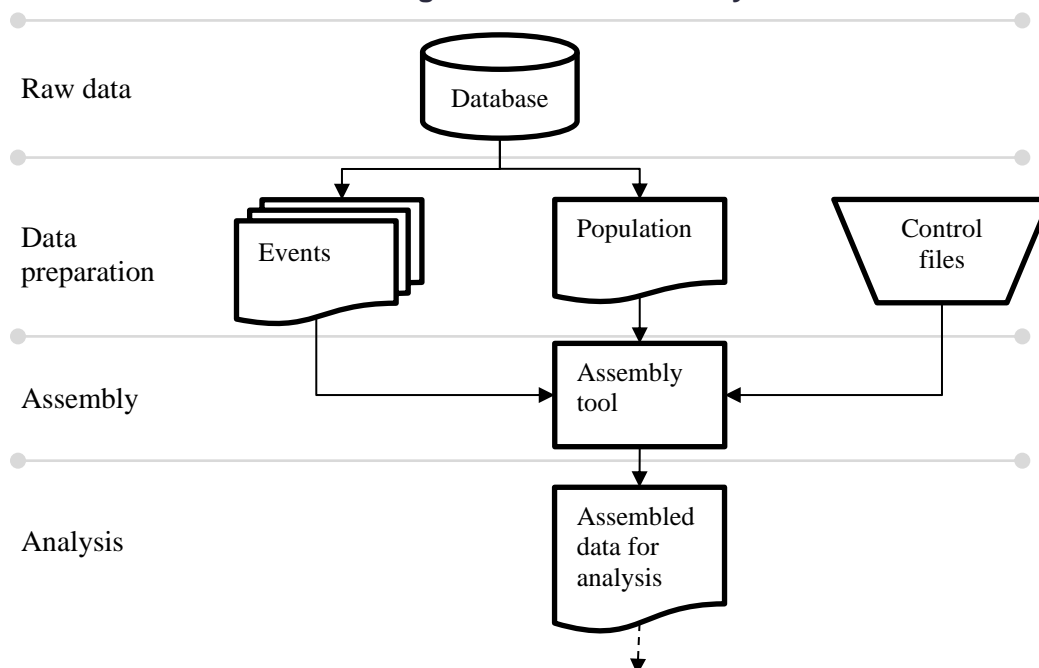 Raw data
Database
Data
preparation
Events
Population
Control
files
Assembly
Assembly
tool
Analysis
Assembled
data for
analysis